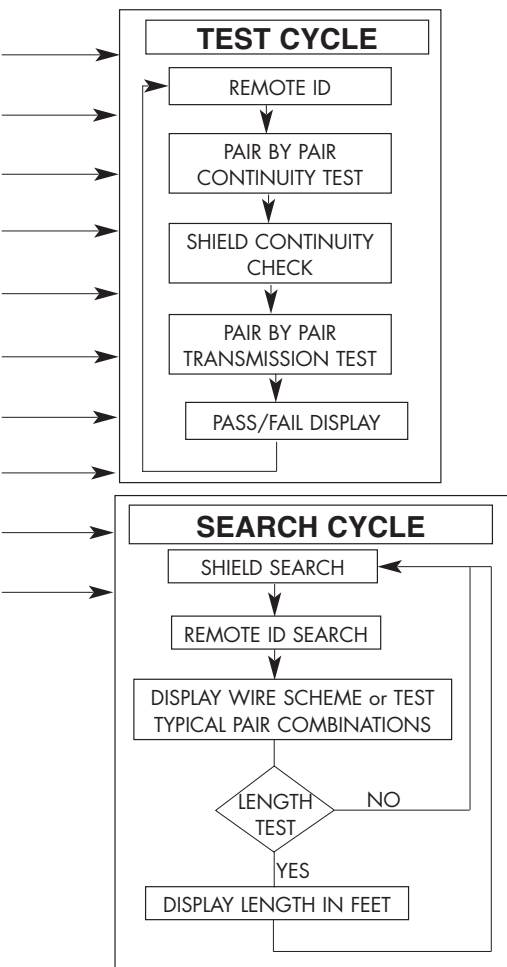 TEST CYCLE
REMOTE ID
PAIR BY PAIR
CONTINUITY TEST
SHIELD CONTINUITY
CHECK
PAIR BY PAIR
TRANSMISSION TEST
PASS/FAIL DISPLAY
SEARCH CYCLE
SHIELD SEARCH
REMOTE ID SEARCH
DISPLAY WIRE SCHEME or TEST
TYPICAL PAIR COMBINATIONS
LENGTH
TEST
NO
YES
DISPLAY LENGTH IN FEET